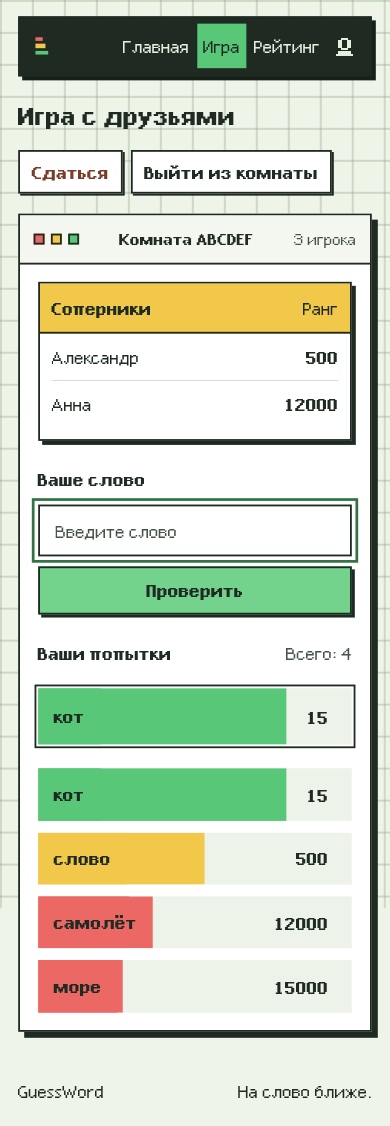 Главная Игра Рейтинг
Игра с друзьями
Сдаться Выйти из комнаты
Комната ABCDEF 3 игрока
Соперники Ранг
Александр 500
Анна 12000
Ваше слово
Введите слово
Проверить
Ваши попытки Всего: 4
кот 15
кот 15
слово 500
самолёт 12000
море 15000
GuessWord На слово ближе.